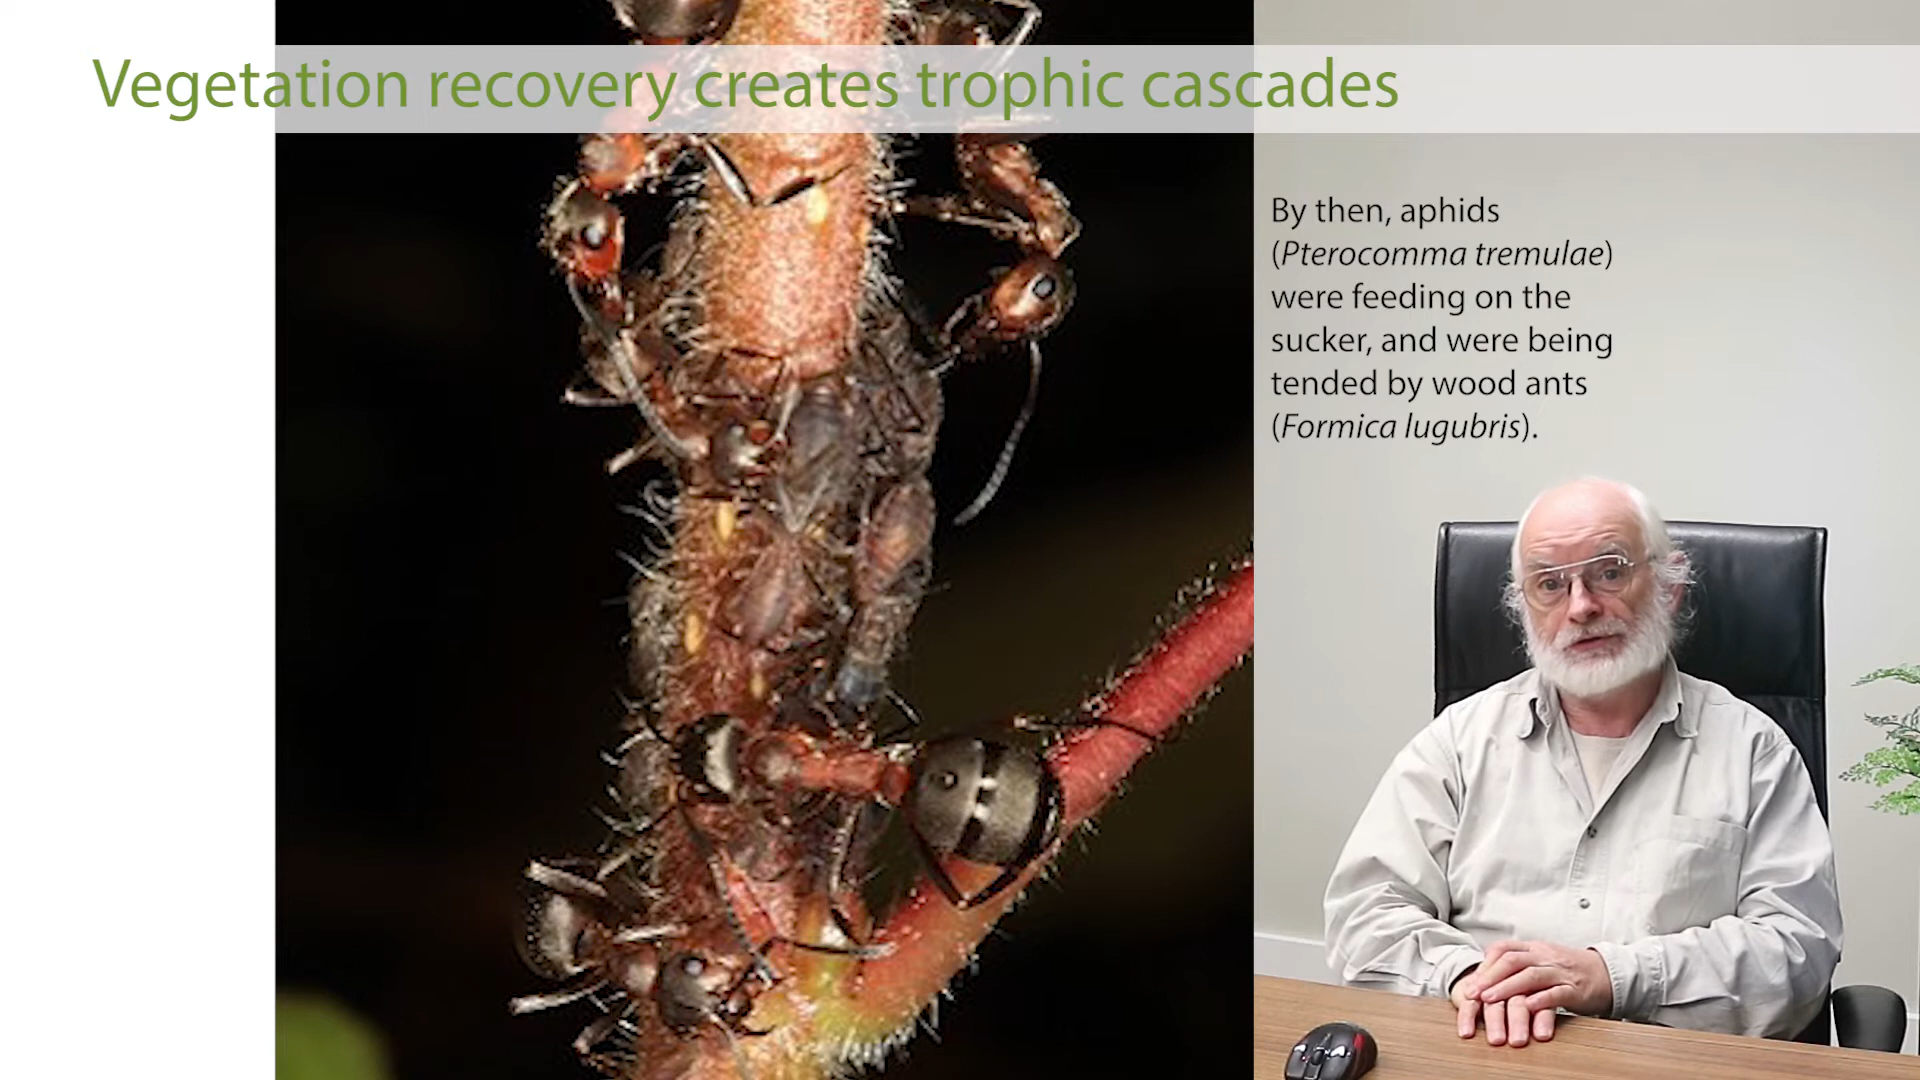 Vegetation recovery creates trophic cascades
By then, aphids
(Pterocomma tremulae)
were feeding on the
sucker, and were being
tended by wood ants
(Formica lugubris).